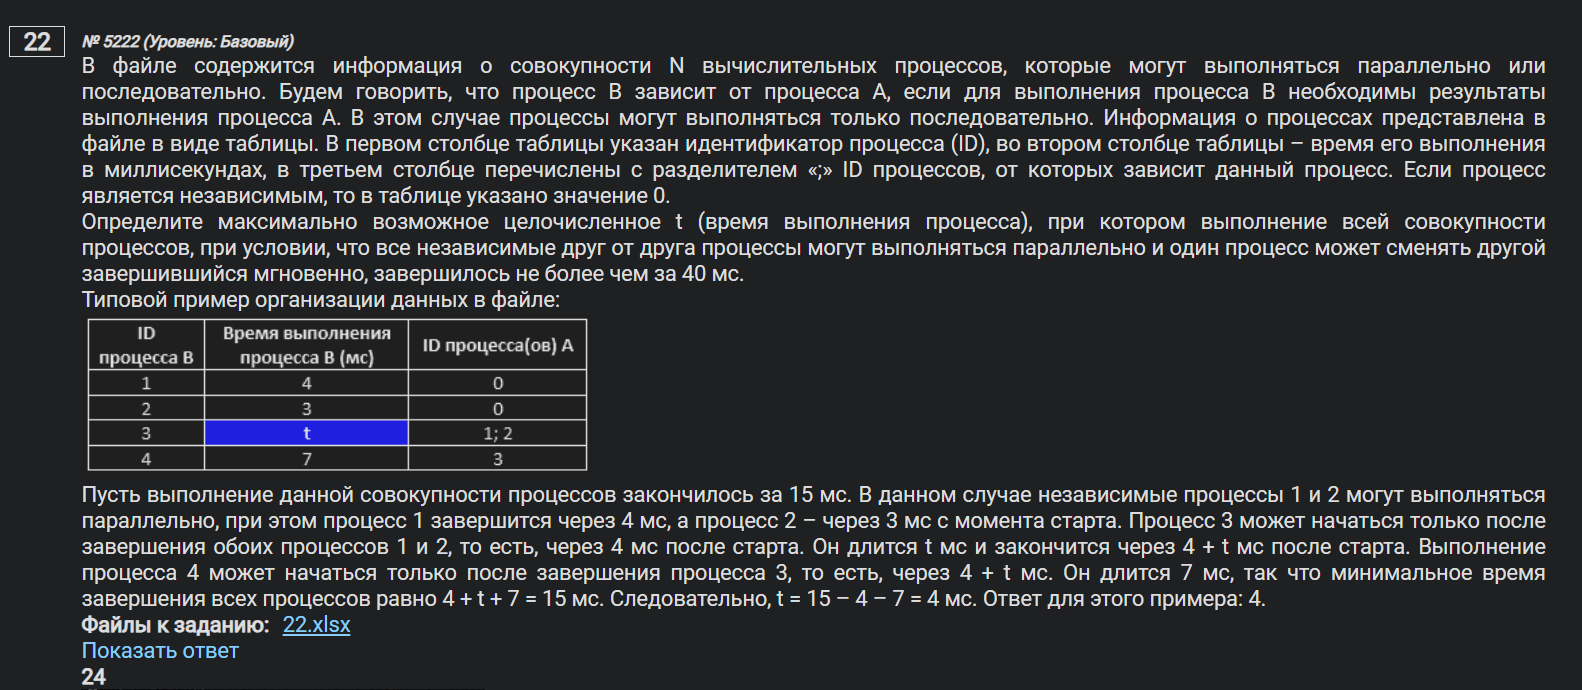 22
№ 5222 (Уровень: Базовый)
В файле содержится информация о совокупности N вычислительных процессов, которые могут выполняться параллельно или
последовательно. Будем говорить, что процесс B зависит от процесса A, если для выполнения процесса B необходимы результаты
выполнения процесса A. В этом случае процессы могут выполняться только последовательно. Информация о процессах представлена в
файле в виде таблицы. В первом столбце таблицы указан идентификатор процесса (ID), во втором столбце таблицы – время его выполнения
в миллисекундах, в третьем столбце перечислены с разделителем «;» ID процессов, от которых зависит данный процесс. Если процесс
является независимым, то в таблице указано значение 0.
Определите максимально возможное целочисленное t (время выполнения процесса), при котором выполнение всей совокупности
процессов, при условии, что все независимые друг от друга процессы могут выполняться параллельно и один процесс может сменять другой
завершившийся мгновенно, завершилось не более чем за 40 мс.
Типовой пример организации данных в файле:
ID процесса B | Время выполнения процесса B (мс) | ID процесса(ов) A
1 | 4 | 0
2 | 3 | 0
3 | t | 1; 2
4 | 7 | 3
Пусть выполнение данной совокупности процессов закончилось за 15 мс. В данном случае независимые процессы 1 и 2 могут выполняться
параллельно, при этом процесс 1 завершится через 4 мс, а процесс 2 – через 3 мс с момента старта. Процесс 3 может начаться только после
завершения обоих процессов 1 и 2, то есть, через 4 мс после старта. Он длится t мс и закончится через 4 + t мс после старта. Выполнение
процесса 4 может начаться только после завершения процесса 3, то есть, через 4 + t мс. Он длится 7 мс, так что минимальное время
завершения всех процессов равно 4 + t + 7 = 15 мс. Следовательно, t = 15 – 4 – 7 = 4 мс. Ответ для этого примера: 4.
Файлы к заданию: 22.xlsx
Показать ответ
24